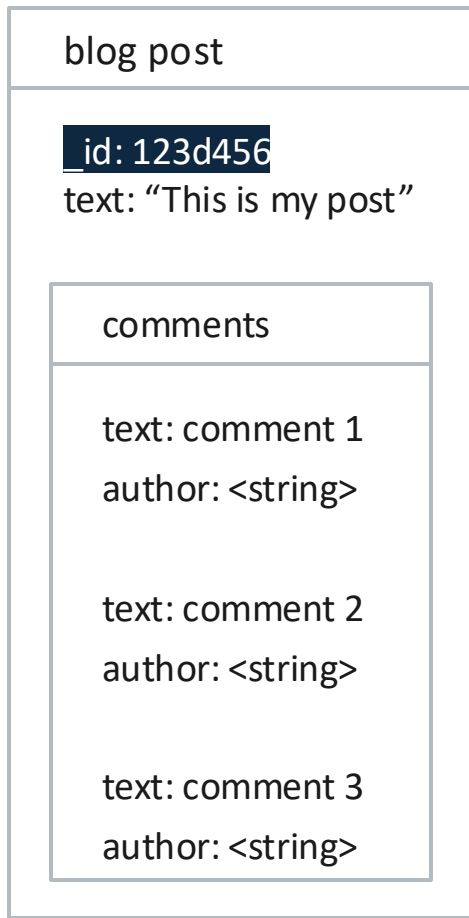 blog post
_id: 123d456
text: “This is my post”
comments
text: comment 1
author: <string>
text: comment 2
author: <string>
text: comment 3
author: <string>